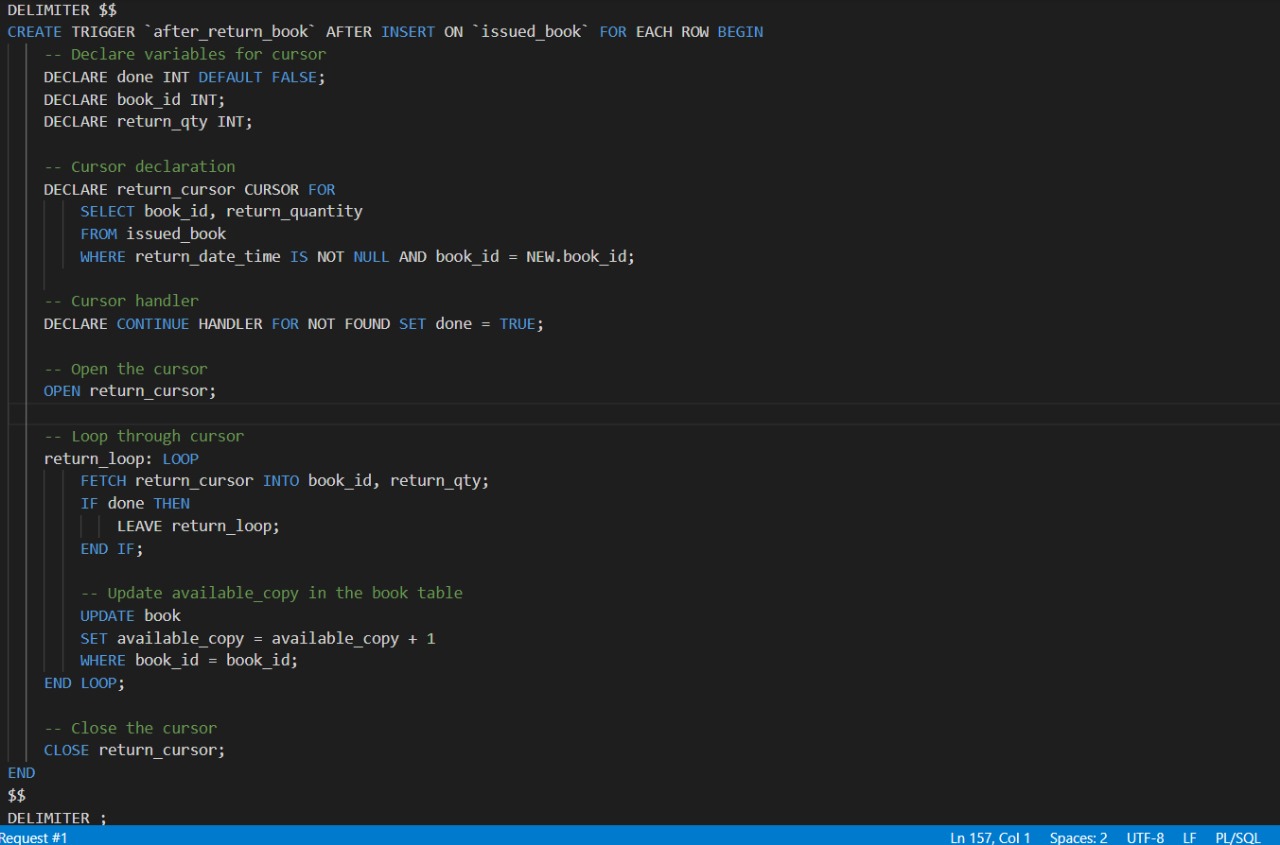 DELIMITER $$
CREATE TRIGGER `after_return_book` AFTER INSERT ON `issued_book` FOR EACH ROW BEGIN
-- Declare variables for cursor
DECLARE done INT DEFAULT FALSE;
DECLARE book_id INT;
DECLARE return_qty INT;
-- Cursor declaration
DECLARE return_cursor CURSOR FOR
SELECT book_id, return_quantity
FROM issued_book
WHERE return_date_time IS NOT NULL AND book_id = NEW.book_id;
-- Cursor handler
DECLARE CONTINUE HANDLER FOR NOT FOUND SET done = TRUE;
-- Open the cursor
OPEN return_cursor;
-- Loop through cursor
return_loop: LOOP
FETCH return_cursor INTO book_id, return_qty;
IF done THEN
LEAVE return_loop;
END IF;
-- Update available_copy in the book table
UPDATE book
SET available_copy = available_copy + 1
WHERE book_id = book_id;
END LOOP;
-- Close the cursor
CLOSE return_cursor;
END
$$
DELIMITER ;
Request #1 Ln 157, Col 1 Spaces: 2 UTF-8 LF PL/SQL